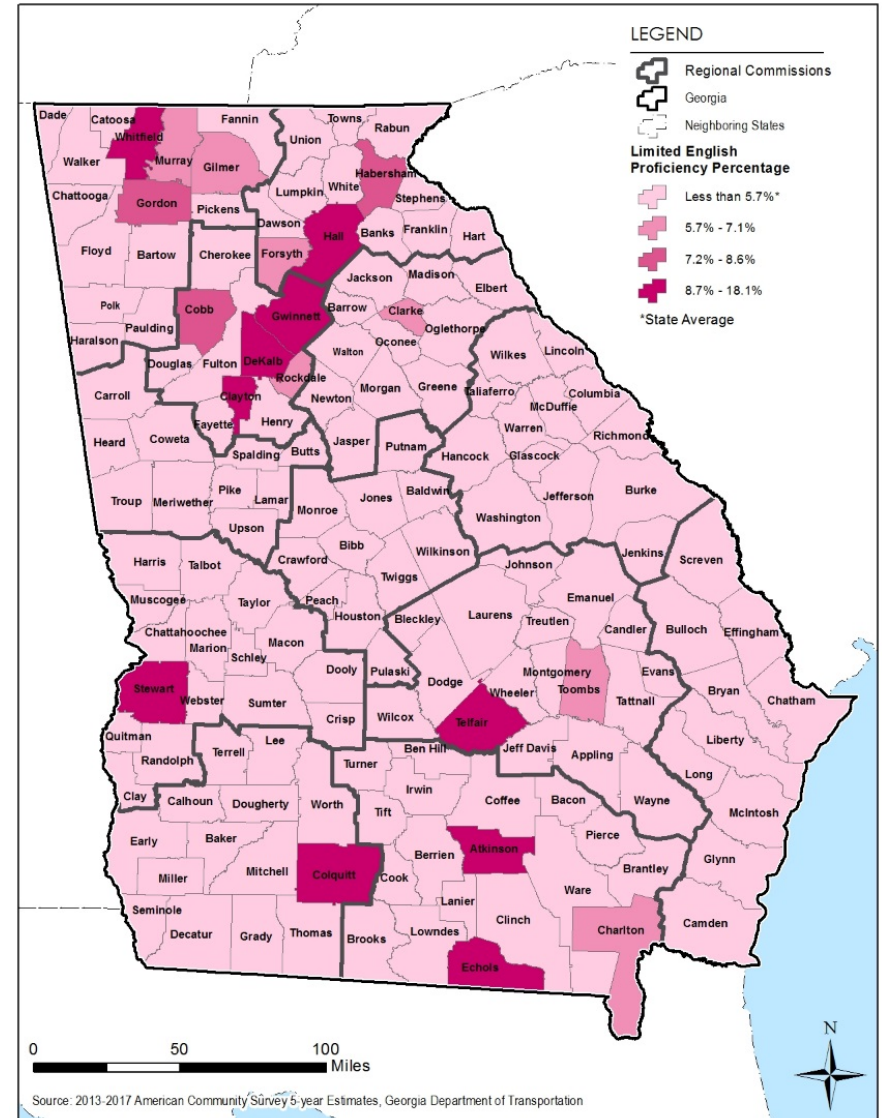 LEGEND
Regional Commissions
Georgia
Neighboring States
Limited English
Proficiency Percentage
Less than 5.7%*
5.7% - 7.1%
7.2% - 8.6%
8.7% - 18.1%
*State Average
Dade
Catoosa
Whitfield
Fannin
Towns
Rabun
Union
Walker
Murray
Gilmer
Habersham
White
Lumpkin
Chattooga
Gordon
Pickens
Stephens
Dawson
Hall
Banks
Franklin
Hart
Floyd
Bartow
Cherokee
Forsyth
Jackson
Madison
Elbert
Polk
Cobb
Gwinnett
Barrow
Clarke
Oglethorpe
Paulding
Haralson
Oconee
Douglas
Fulton
DeKalb
Walton
Wilkes
Lincoln
Rockdale
Carroll
Clayton
Newton
Morgan
Greene
Taliaferro
Columbia
McDuffie
Fayette
Henry
Warren
Richmond
Heard
Coweta
Spalding
Butts
Jasper
Putnam
Hancock
Glascock
Troup
Meriwether
Pike
Lamar
Monroe
Jones
Baldwin
Jefferson
Burke
Upson
Washington
Bibb
Wilkinson
Harris
Talbot
Crawford
Twiggs
Johnson
Jenkins
Screven
Muscogee
Taylor
Peach
Houston
Bleckley
Laurens
Emanuel
Treutlen
Candler
Bulloch
Effingham
Chattahoochee
Marion
Schley
Macon
Dooly
Pulaski
Dodge
Montgomery
Evans
Stewart
Webster
Sumter
Wheeler
Toombs
Tattnall
Bryan
Chatham
Crisp
Wilcox
Telfair
Quitman
Randolph
Terrell
Lee
Ben Hill
Jeff Davis
Appling
Liberty
Turner
Long
Clay
Calhoun
Dougherty
Worth
Irwin
Coffee
Bacon
Wayne
Tift
McIntosh
Early
Baker
Mitchell
Berrien
Atkinson
Pierce
Miller
Colquitt
Cook
Brantley
Glynn
Ware
Seminole
Lanier
Clinch
Decatur
Grady
Thomas
Brooks
Lowndes
Charlton
Camden
Echols
N
0 50 100
Miles
Source: 2013-2017 American Community Survey 5-year Estimates, Georgia Department of Transportation